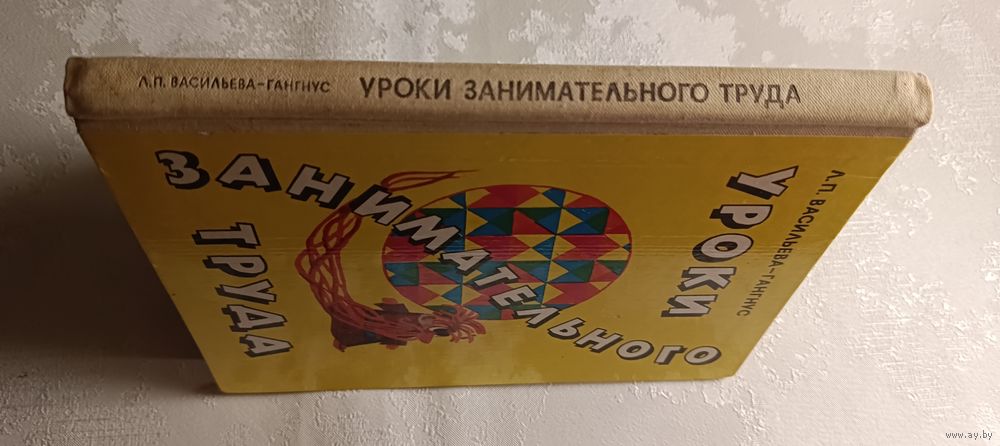 Л.П. ВАСИЛЬЕВА-ГАНГНУС УРОКИ ЗАНИМАТЕЛЬНОГО ТРУДА
Л.П. ВАСИЛЬЕВА-ГАНГНУС
УРОКИ
ЗАНИМАТЕЛЬНОГО
ТРУДА
www.ay.by